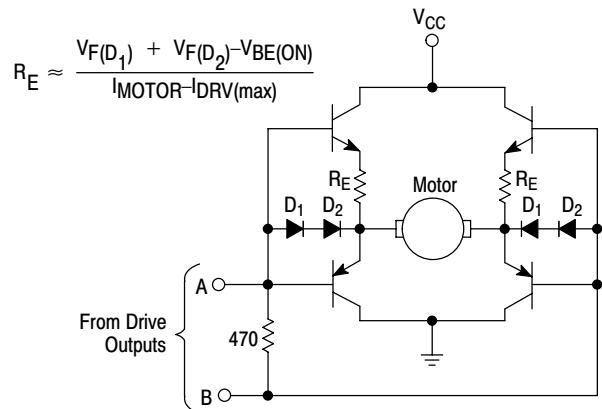 V_CC
R_E ≈ V_F(D₁) + V_F(D₂)–V_BE(ON)
I_MOTOR–I_DRV(max)
R_E
Motor
R_E
D₁ D₂
D₁ D₂
A
From Drive
Outputs
470
B